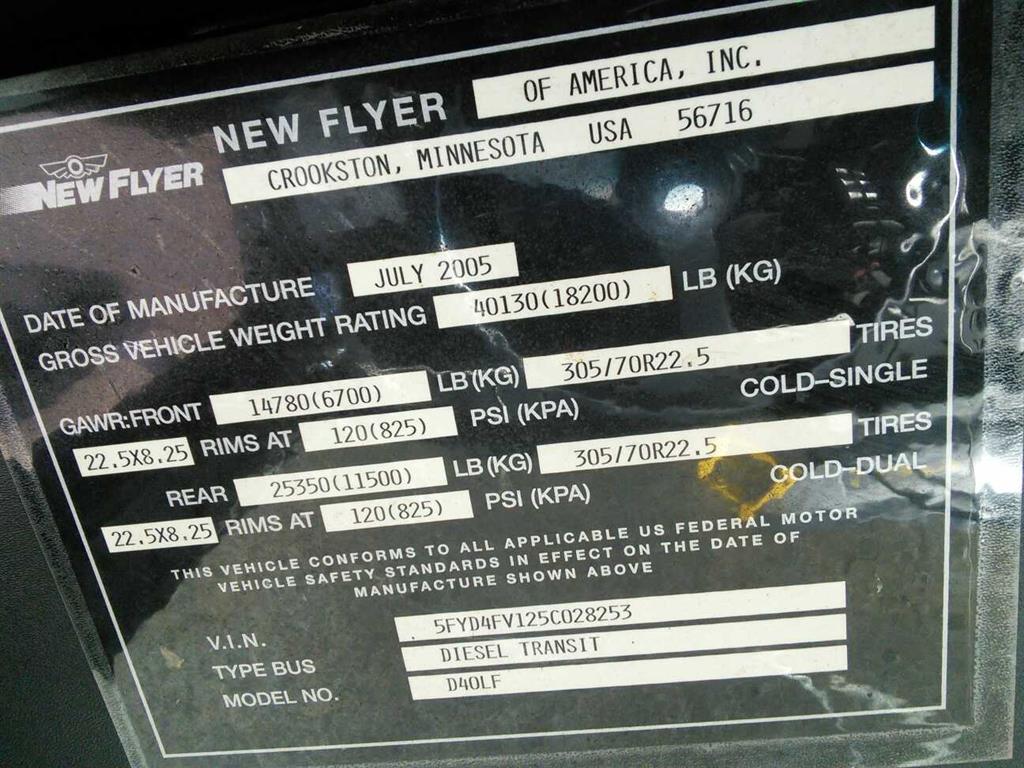 NEW FLYER OF AMERICA, INC.
NEW FLYER
CROOKSTON, MINNESOTA USA 56716
DATE OF MANUFACTURE JULY 2005
GROSS VEHICLE WEIGHT RATING 40130(18200) LB (KG)
GAWR:FRONT 14780(6700) LB(KG) 305/70R22.5 TIRES
22.5X8.25 RIMS AT 120(825) PSI (KPA) COLD-SINGLE
REAR 25350(11500) LB(KG) 305/70R22.5 TIRES
22.5X8.25 RIMS AT 120(825) PSI (KPA) COLD-DUAL
THIS VEHICLE CONFORMS TO ALL APPLICABLE US FEDERAL MOTOR
VEHICLE SAFETY STANDARDS IN EFFECT ON THE DATE OF
MANUFACTURE SHOWN ABOVE
V.I.N. 5FYD4FV125C028253
TYPE BUS DIESEL TRANSIT
MODEL NO. D40LF